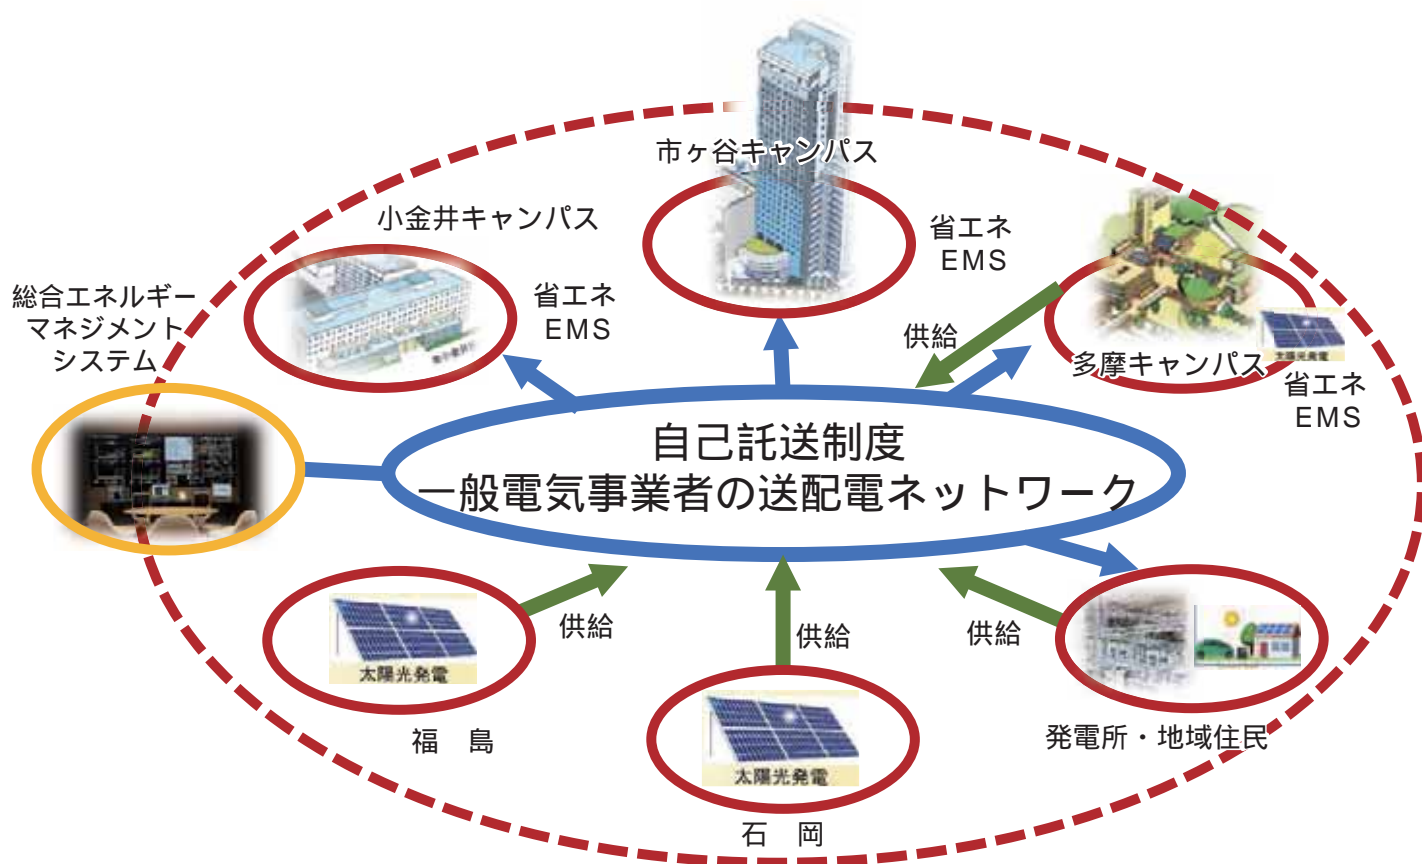 市ヶ谷キャンパス
小金井キャンパス
省エネ
EMS
省エネ
EMS
総合エネルギー
マネジメント
システム
供給
太陽光発電
多摩キャンパス
省エネ
EMS
自己託送制度
一般電気事業者の送配電ネットワーク
供給
供給
供給
太陽光発電
福　島
太陽光発電
石　岡
発電所・地域住民